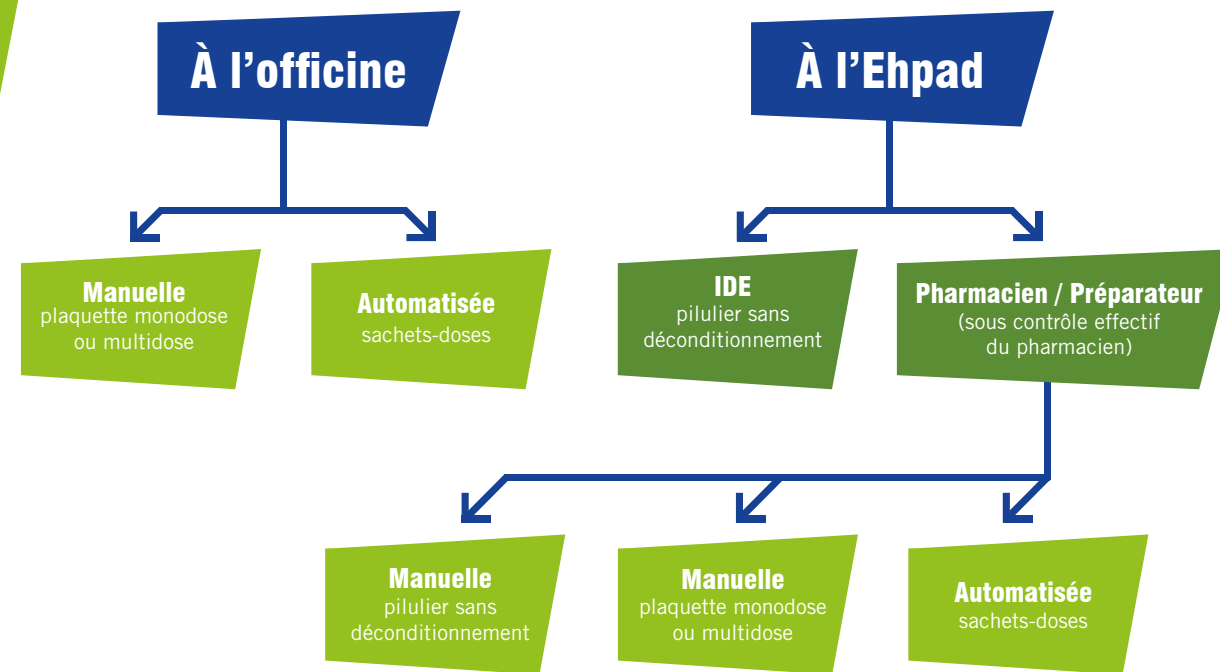 À l’officine
À l’Ehpad
Manuelle
plaquette monodose
ou multidose
Automatisée
sachets-doses
IDE
pilulier sans
déconditionnement
Pharmacien / Préparateur
(sous contrôle effectif
du pharmacien)
Manuelle
pilulier sans
déconditionnement
Manuelle
plaquette monodose
ou multidose
Automatisée
sachets-doses